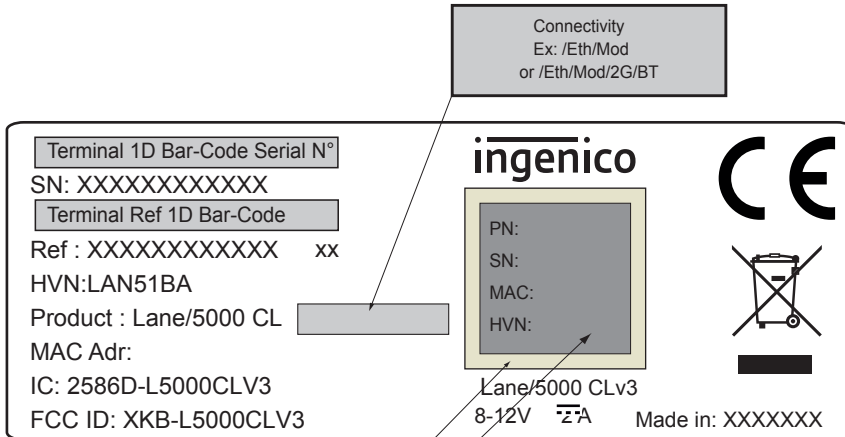 Connectivity
Ex: /Eth/Mod
or /Eth/Mod/2G/BT
Terminal 1D Bar-Code Serial N°
SN: XXXXXXXXXXXX
Terminal Ref 1D Bar-Code
Ref : XXXXXXXXXXXX xx
HVN:LAN51BA
Product : Lane/5000 CL
MAC Adr:
IC: 2586D-L5000CLV3
FCC ID: XKB-L5000CLV3
ingenico
PN:
SN:
MAC:
HVN:
Lane/5000 CLv3
8-12V 2 A
CE
Made in: XXXXXXX